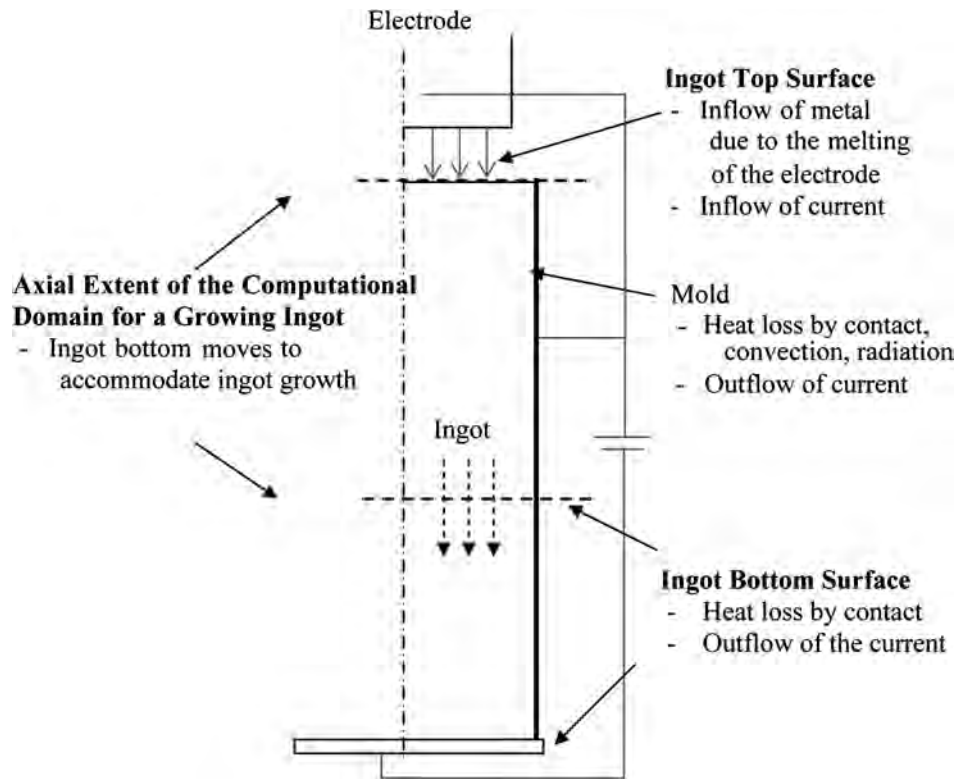 Electrode
Ingot Top Surface
- Inflow of metal
due to the melting
of the electrode
- Inflow of current
Axial Extent of the Computational
Domain for a Growing Ingot
- Ingot bottom moves to
accommodate ingot growth
Mold
- Heat loss by contact,
convection, radiation
- Outflow of current
Ingot
Ingot Bottom Surface
- Heat loss by contact
- Outflow of the current